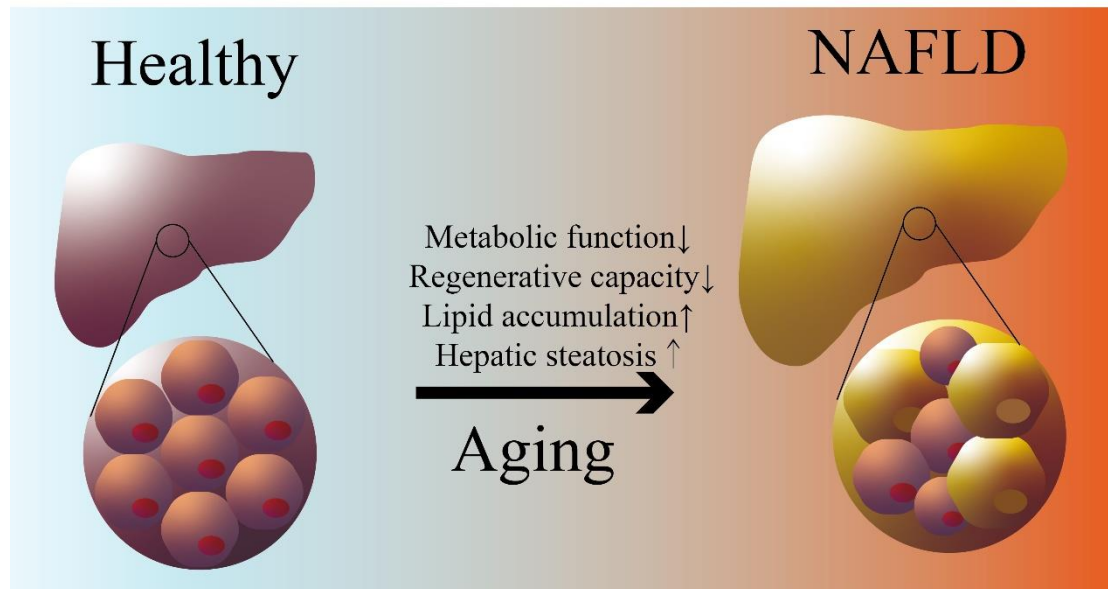 Healthy
NAFLD
Metabolic function↓
Regenerative capacity↓
Lipid accumulation↑
Hepatic steatosis ↑
Aging